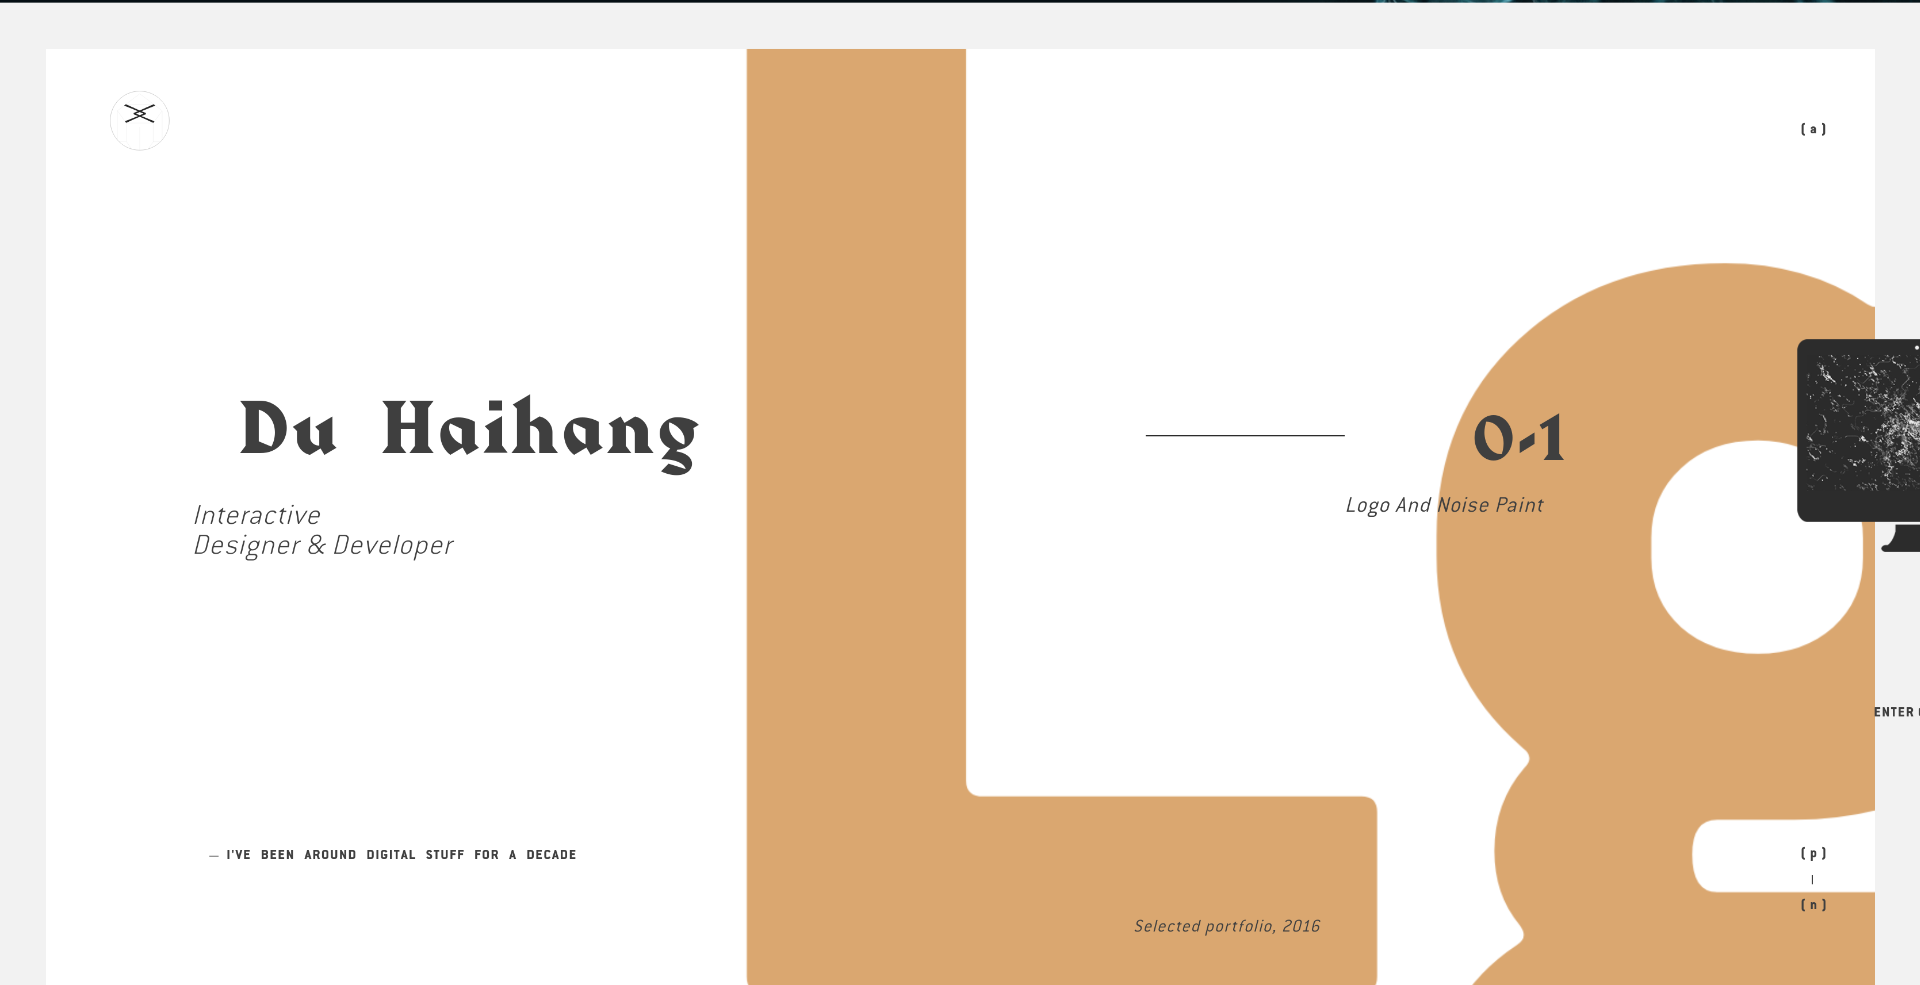 (a)
Du Haihang
Interactive
Designer & Developer
0-1
Logo And Noise Paint
ENTER
— I'VE BEEN AROUND DIGITAL STUFF FOR A DECADE
(p)
|
(n)
Selected portfolio, 2016
Lg